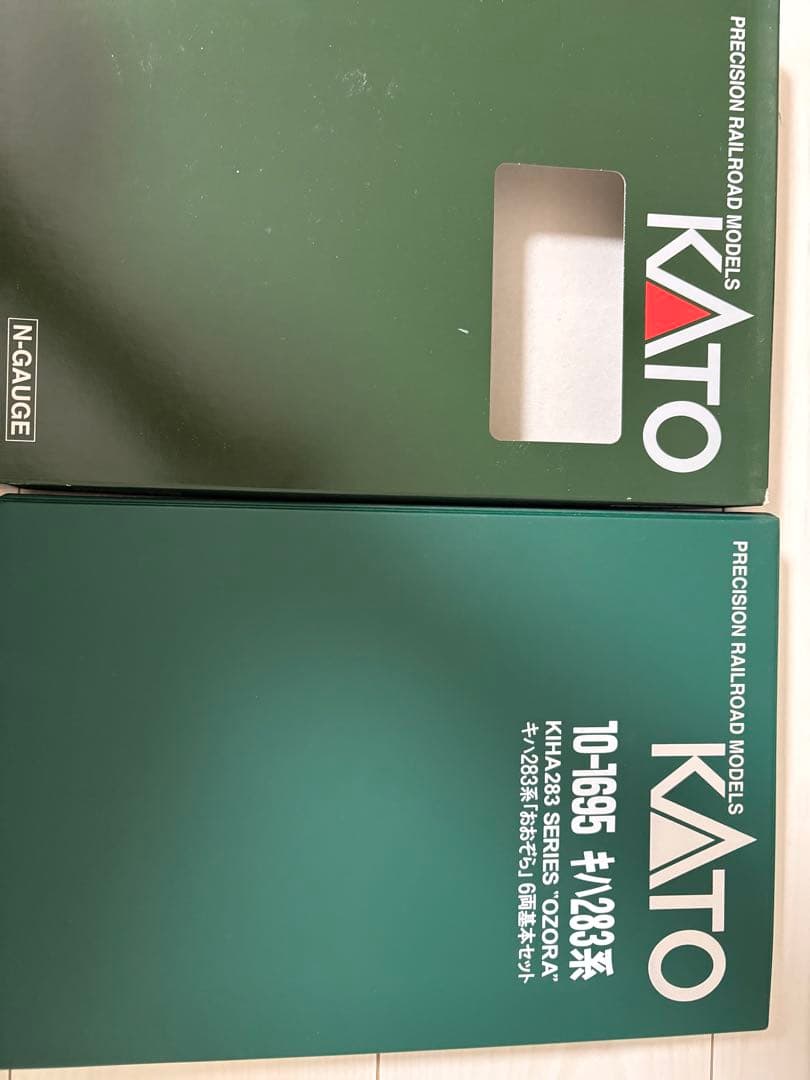 PRECISION RAILROAD MODELS
KATO
N-GAUGE
PRECISION RAILROAD MODELS
KATO
10-1695 キハ283系
KIHA283 SERIES "OZORA"
キハ283系「おおぞら」 6両基本セット